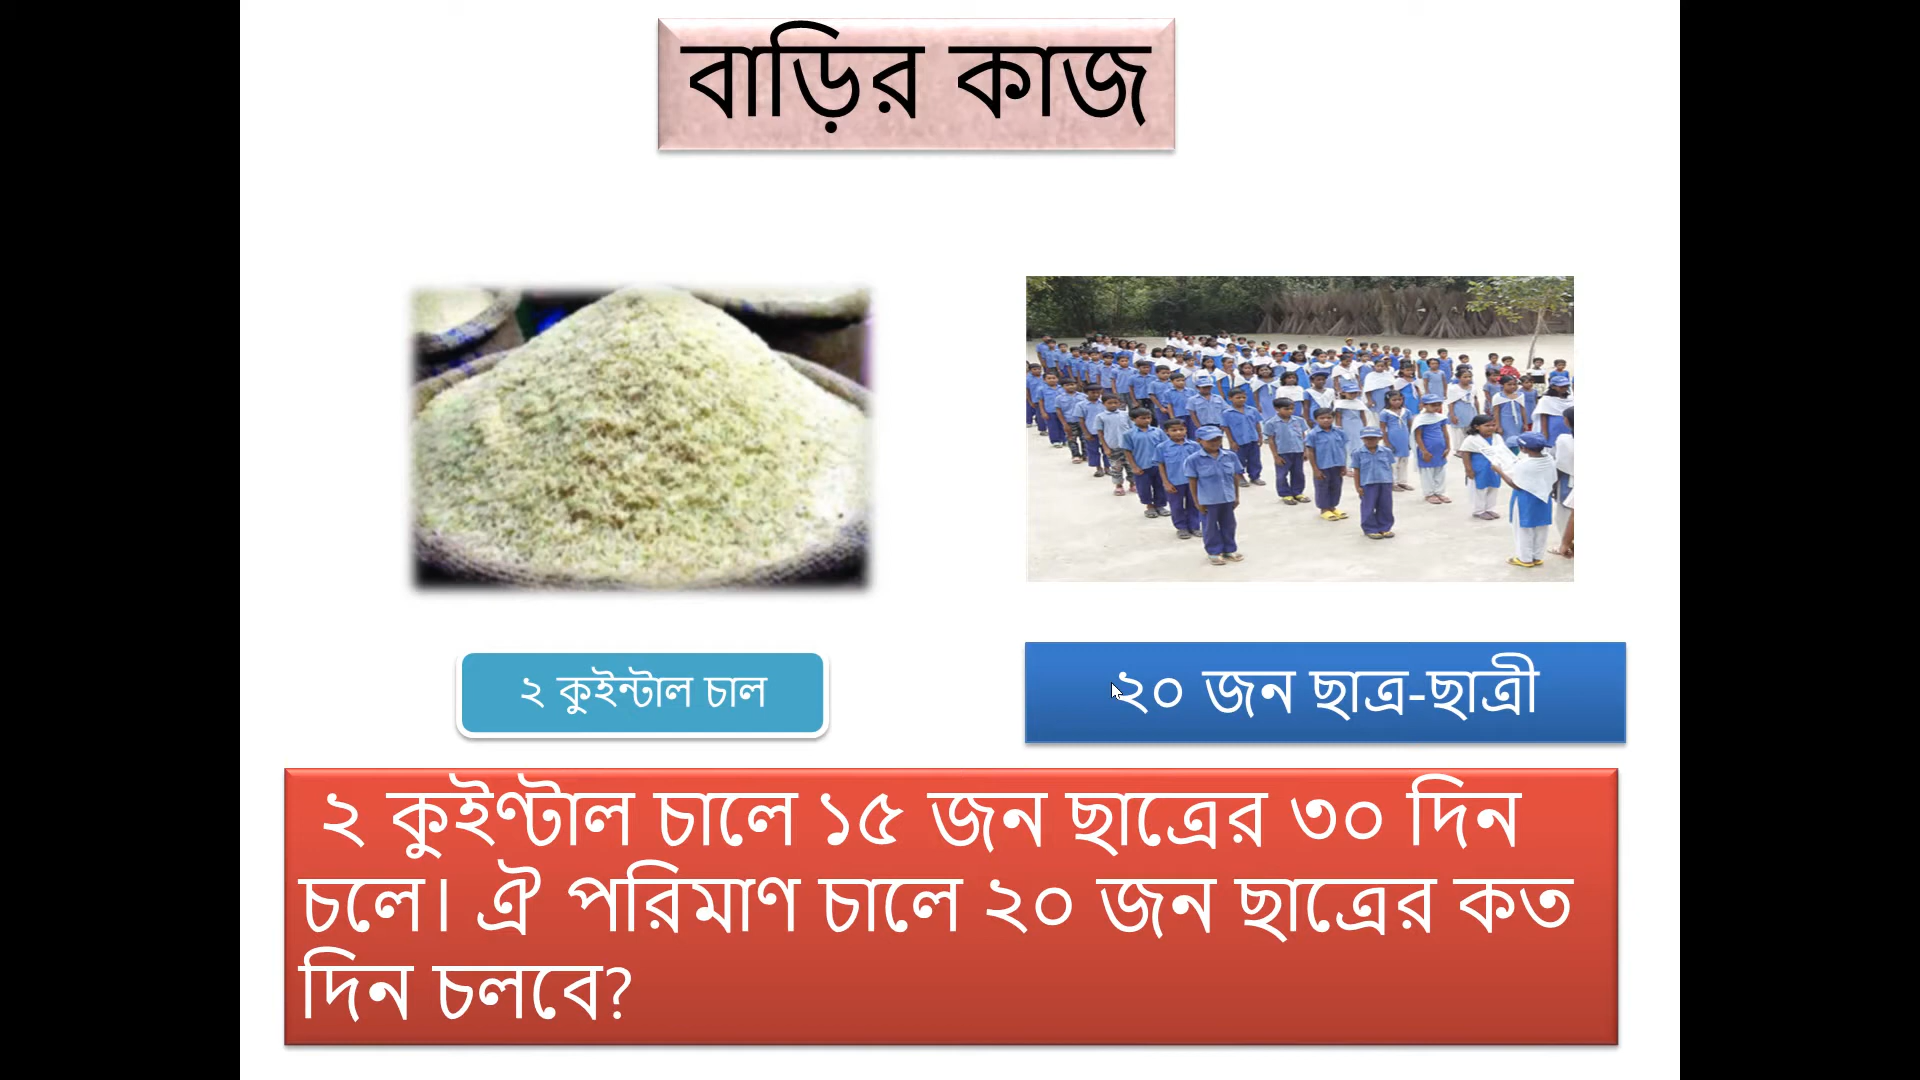 বাড়ির কাজ
২ কুইন্টাল চাল
২০ জন ছাত্র-ছাত্রী
২ কুইণ্টাল চালে ১৫ জন ছাত্রের ৩০ দিন
চলে। ঐ পরিমাণ চালে ২০ জন ছাত্রের কত
দিন চলবে?